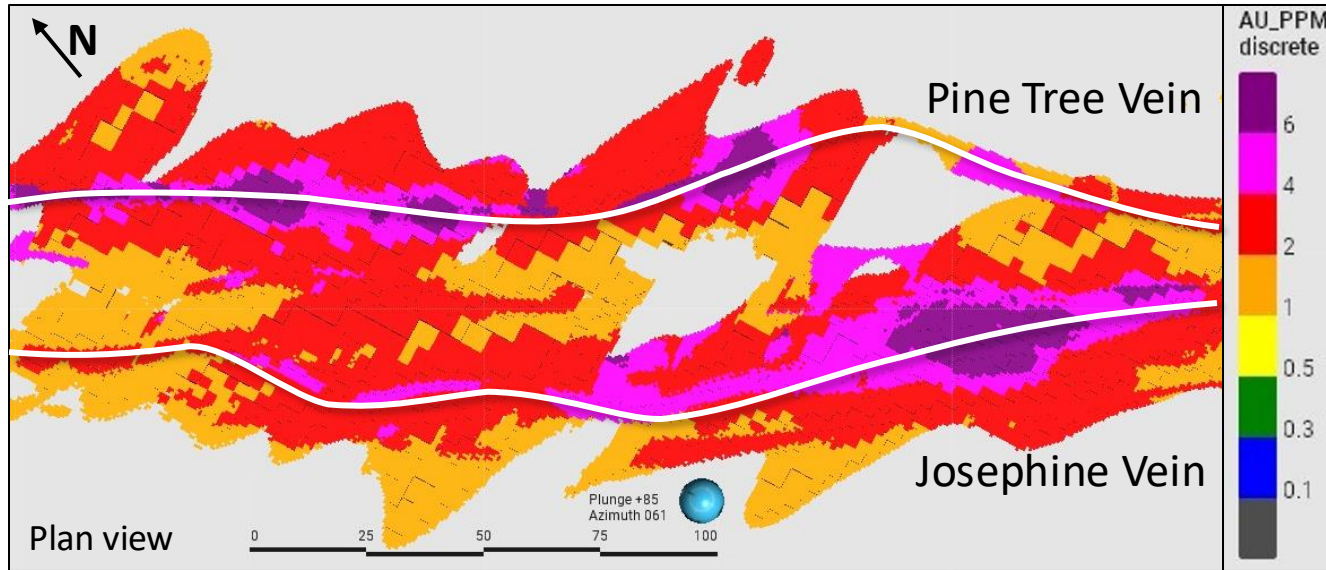 N
Pine Tree Vein
Josephine Vein
Plan view
Plunge +85
Azimuth 061
0 25 50 75 100
AU_PPM
discrete
6
4
2
1
0.5
0.3
0.1